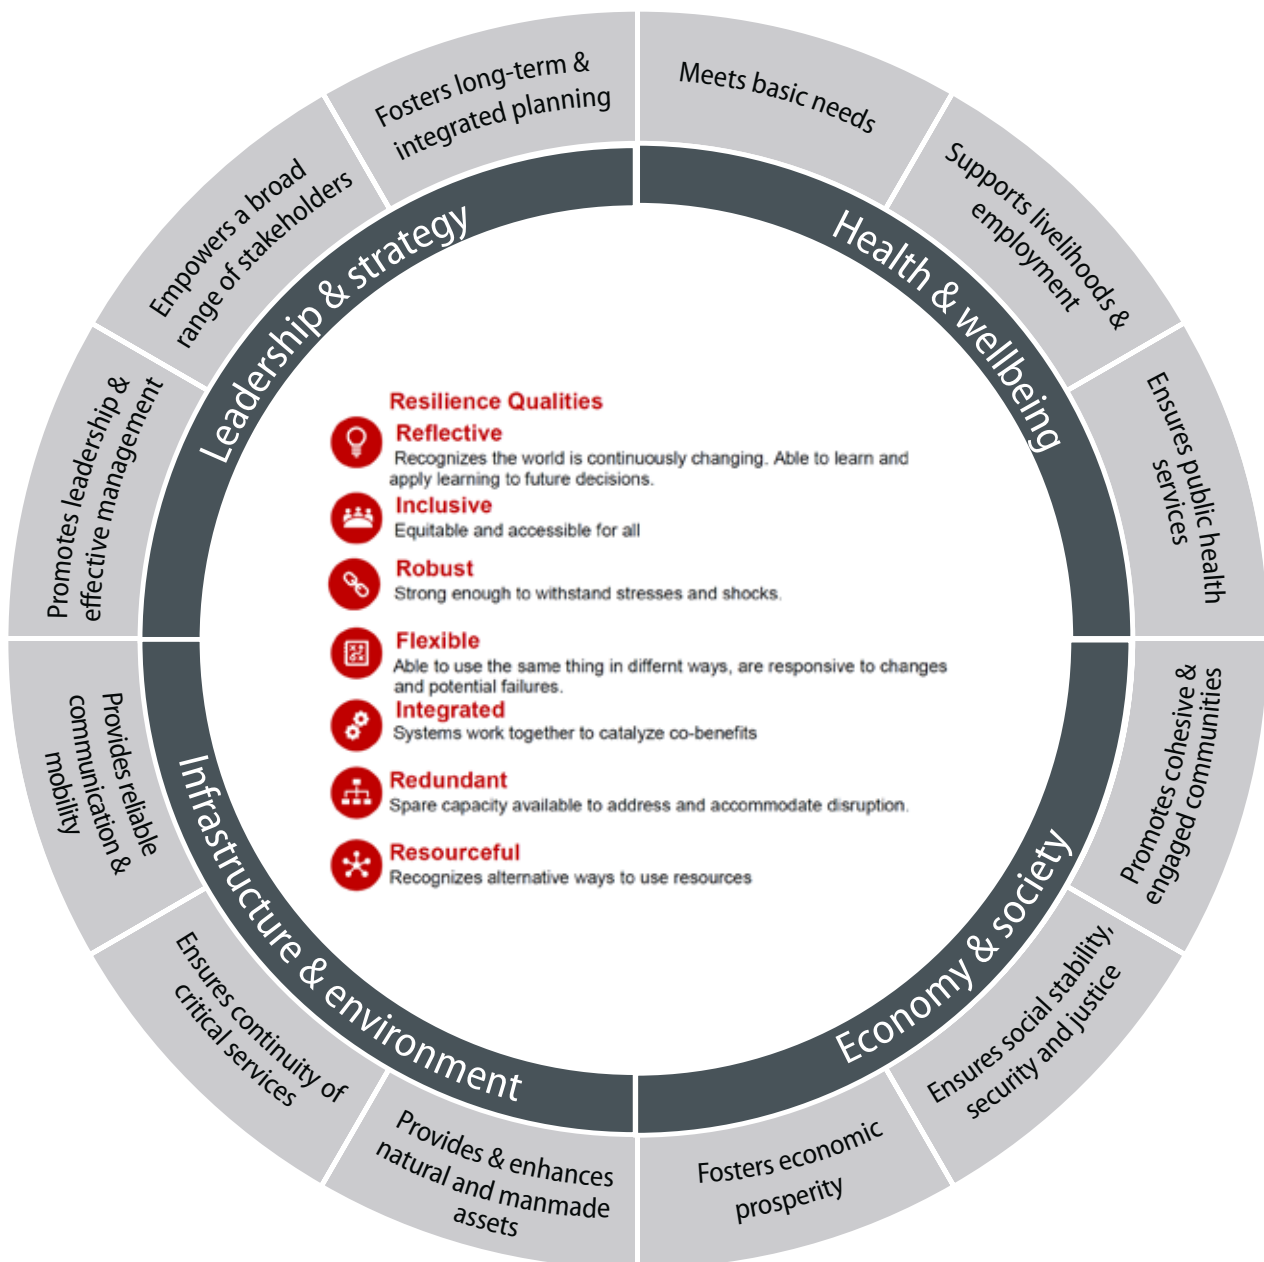 Fosters long-term &
integrated planning
Meets basic needs
Supports livelihoods &
employment
Ensures public health
services
Promotes cohesive &
engaged communities
Ensures social stability,
security and justice
Fosters economic
prosperity
Provides & enhances
natural and manmade
assets
Ensures continuity of
critical services
Provides reliable
communication &
mobility
Promotes leadership &
effective management
Empowers a broad
range of stakeholders
Leadership & strategy
Health & wellbeing
Economy & society
Infrastructure & environment
Resilience Qualities
Reflective
Recognizes the world is continuously changing. Able to learn and
apply learning to future decisions.
Inclusive
Equitable and accessible for all
Robust
Strong enough to withstand stresses and shocks.
Flexible
Able to use the same thing in differnt ways, are responsive to changes
and potential failures.
Integrated
Systems work together to catalyze co-benefits
Redundant
Spare capacity available to address and accommodate disruption.
Resourceful
Recognizes alternative ways to use resources